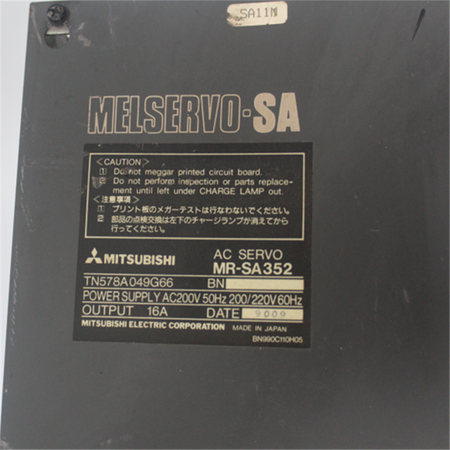 SA11N
MELSERVO-SA
<CAUTION>
1) Do not meggar printed circuit board.
2) Do not perform inspection or parts replace-
ment until left under CHARGE LAMP out.
<注意事項>
1) プリント板のメガーテストは行なわないでください。
2) 部品の点検交換は左下のチャージランプが消えてから
行ってください。
MITSUBISHI
AC SERVO
MR-SA352
TN578A049G66 BN
POWER SUPPLY AC200V 50Hz 200/220V 60Hz
OUTPUT 16A DATE 9009
MITSUBISHI ELECTRIC CORPORATION MADE IN JAPAN
BN990C110H05